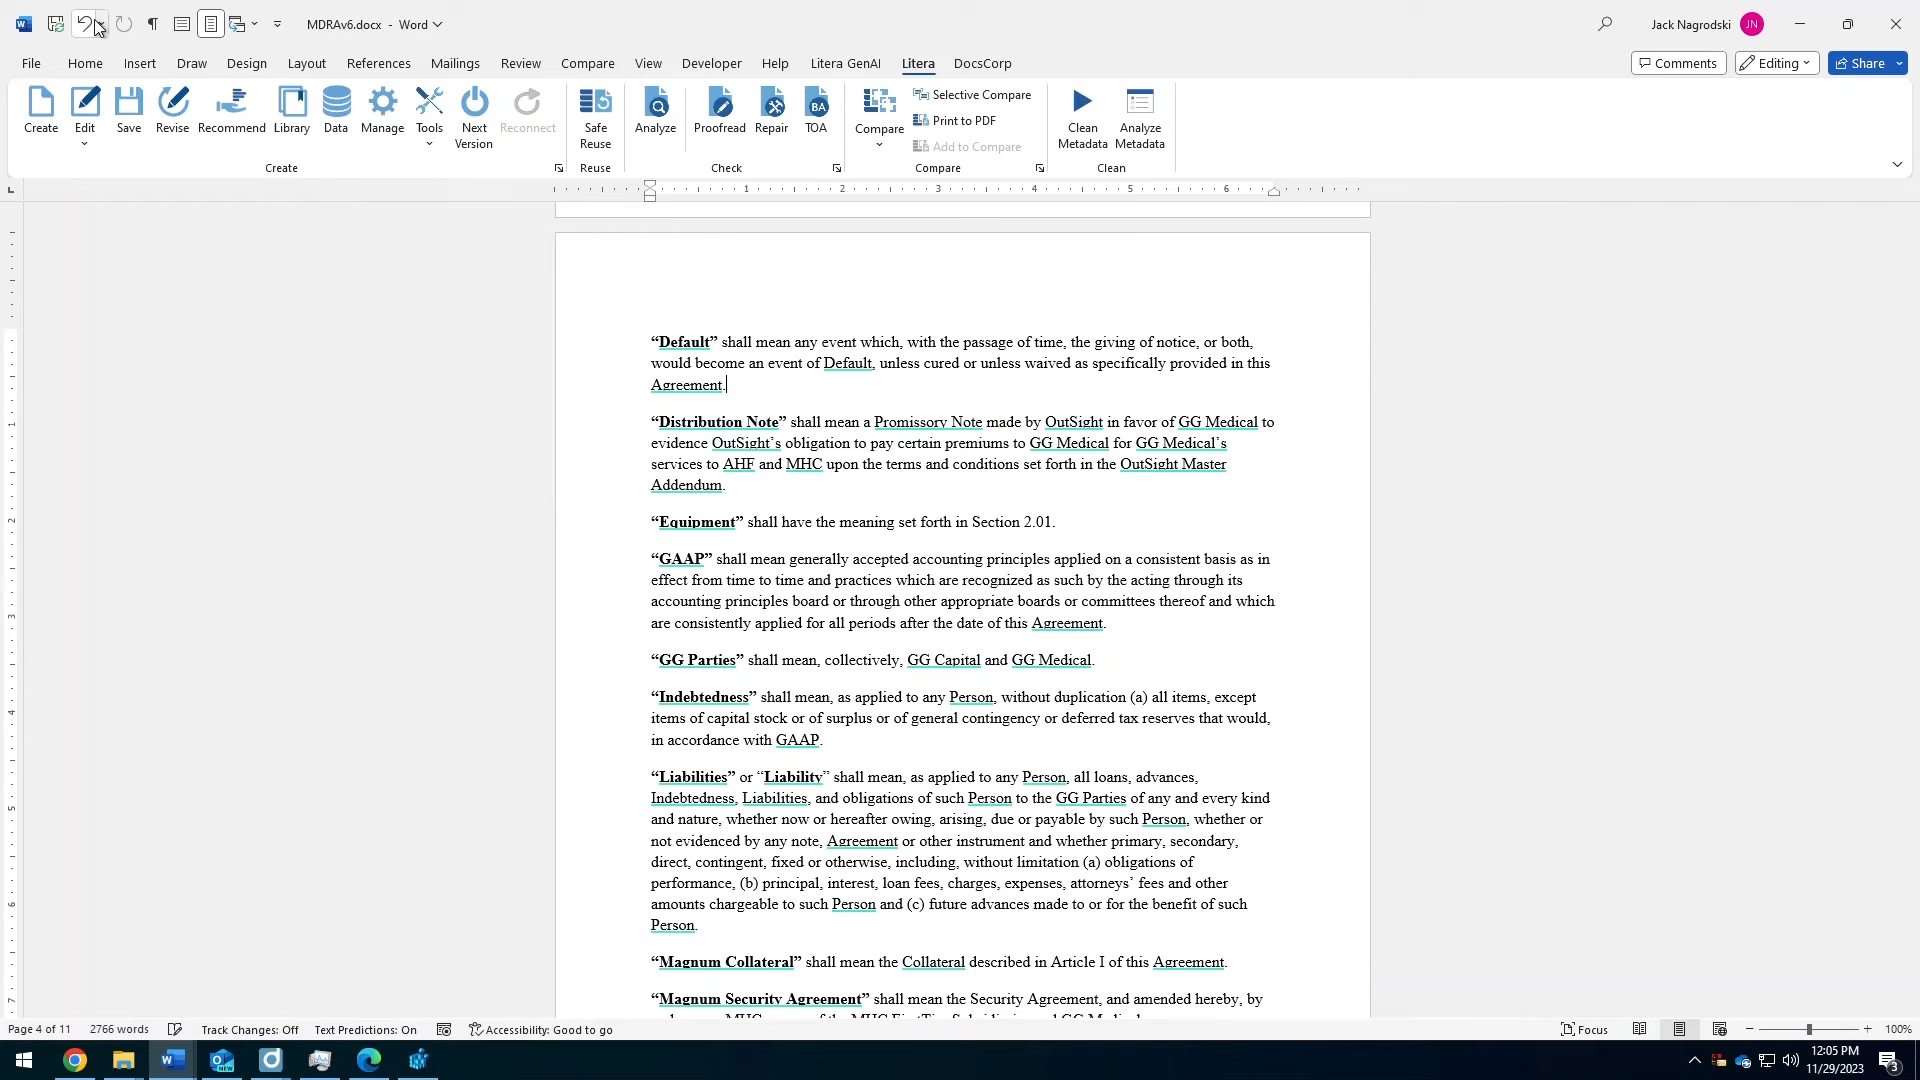 MDRAv6.docx - Word
Jack Nagrodski JN
File Home Insert Draw Design Layout References Mailings Review Compare View Developer Help Litera GenAI Litera DocsCorp
Comments Editing Share
Create Edit Save Revise Recommend Library Data Manage Tools Next Version Reconnect
Safe Reuse
Analyze Proofread Repair TOA
BA
Compare
Selective Compare
Print to PDF
Add to Compare
Clean Metadata
Analyze Metadata
Create Reuse Check Compare Clean
1 2 3 4 5 6
“Default” shall mean any event which, with the passage of time, the giving of notice, or both,
would become an event of Default, unless cured or unless waived as specifically provided in this
Agreement.
“Distribution Note” shall mean a Promissory Note made by OutSight in favor of GG Medical to
evidence OutSight’s obligation to pay certain premiums to GG Medical for GG Medical’s
services to AHF and MHC upon the terms and conditions set forth in the OutSight Master
Addendum.
“Equipment” shall have the meaning set forth in Section 2.01.
“GAAP” shall mean generally accepted accounting principles applied on a consistent basis as in
effect from time to time and practices which are recognized as such by the acting through its
accounting principles board or through other appropriate boards or committees thereof and which
are consistently applied for all periods after the date of this Agreement.
“GG Parties” shall mean, collectively, GG Capital and GG Medical.
“Indebtedness” shall mean, as applied to any Person, without duplication (a) all items, except
items of capital stock or of surplus or of general contingency or deferred tax reserves that would,
in accordance with GAAP.
“Liabilities” or “Liability” shall mean, as applied to any Person, all loans, advances,
Indebtedness, Liabilities, and obligations of such Person to the GG Parties of any and every kind
and nature, whether now or hereafter owing, arising, due or payable by such Person, whether or
not evidenced by any note, Agreement or other instrument and whether primary, secondary,
direct, contingent, fixed or otherwise, including, without limitation (a) obligations of
performance, (b) principal, interest, loan fees, charges, expenses, attorneys’ fees and other
amounts chargeable to such Person and (c) future advances made to or for the benefit of such
Person.
“Magnum Collateral” shall mean the Collateral described in Article I of this Agreement.
“Magnum Security Agreement” shall mean the Security Agreement, and amended hereby, by
Page 4 of 11 2766 words Track Changes: Off Text Predictions: On Accessibility: Good to go Focus 100%
12:05 PM
11/29/2023
3